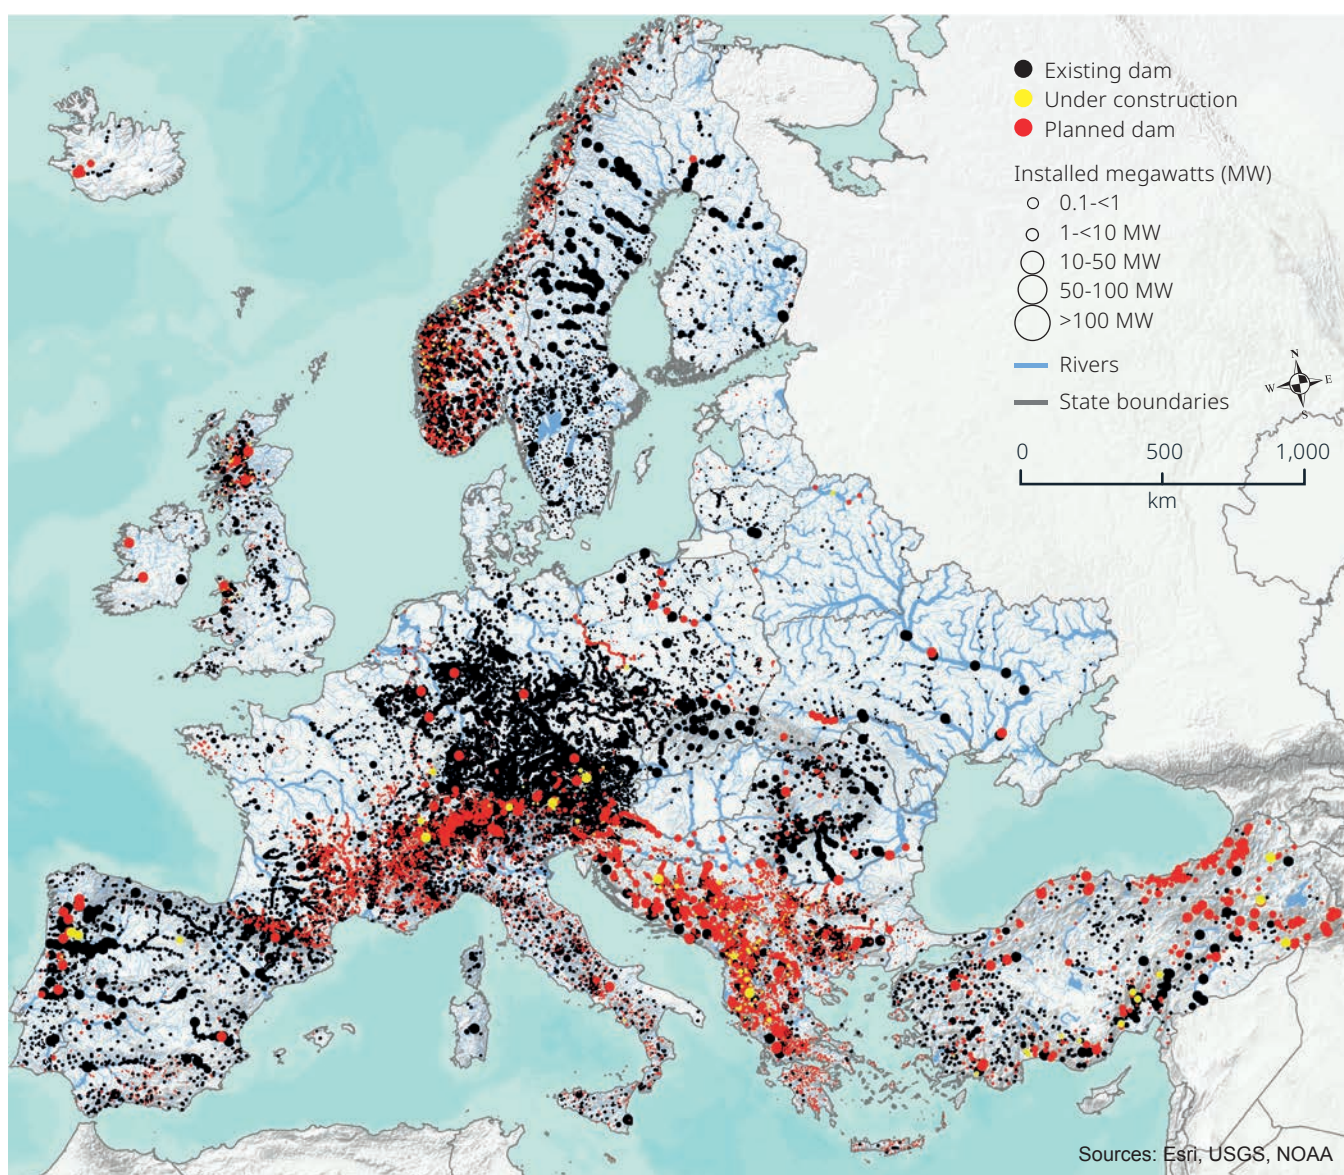 Existing dam
Under construction
Planned dam
Installed megawatts (MW)
0.1-<1
1-<10 MW
10-50 MW
50-100 MW
>100 MW
Rivers
State boundaries
N
W E
S
0 500 1,000
km
Sources: Esri, USGS, NOAA